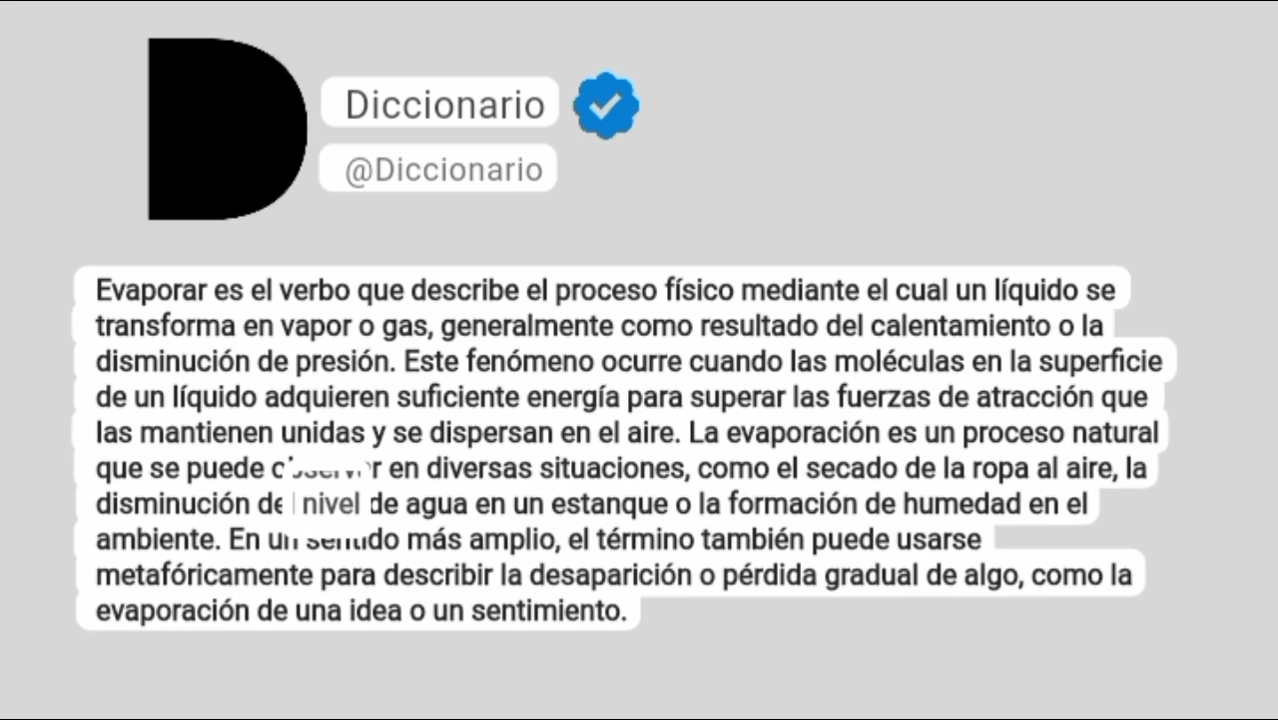 Diccionario
@Diccionario
Evaporar es el verbo que describe el proceso físico mediante el cual un líquido se
transforma en vapor o gas, generalmente como resultado del calentamiento o la
disminución de presión. Este fenómeno ocurre cuando las moléculas en la superficie
de un líquido adquieren suficiente energía para superar las fuerzas de atracción que
las mantienen unidas y se dispersan en el aire. La evaporación es un proceso natural
que se puede observar en diversas situaciones, como el secado de la ropa al aire, la
disminución del nivel de agua en un estanque o la formación de humedad en el
ambiente. En un sentido más amplio, el término también puede usarse
metafóricamente para describir la desaparición o pérdida gradual de algo, como la
evaporación de una idea o un sentimiento.